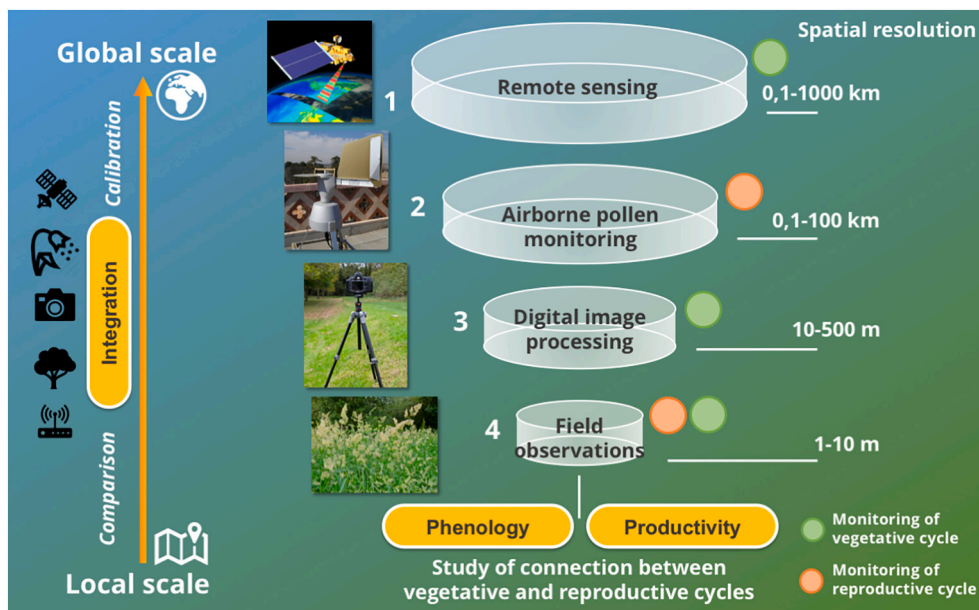 Global scale
Calibration
Integration
Comparison
Local scale
Spatial resolution
1
Remote sensing
0,1-1000 km
2
Airborne pollen
monitoring
0,1-100 km
3
Digital image
processing
10-500 m
4
Field
observations
1-10 m
Phenology
Productivity
Study of connection between
vegetative and reproductive cycles
Monitoring of
vegetative cycle
Monitoring of
reproductive cycle